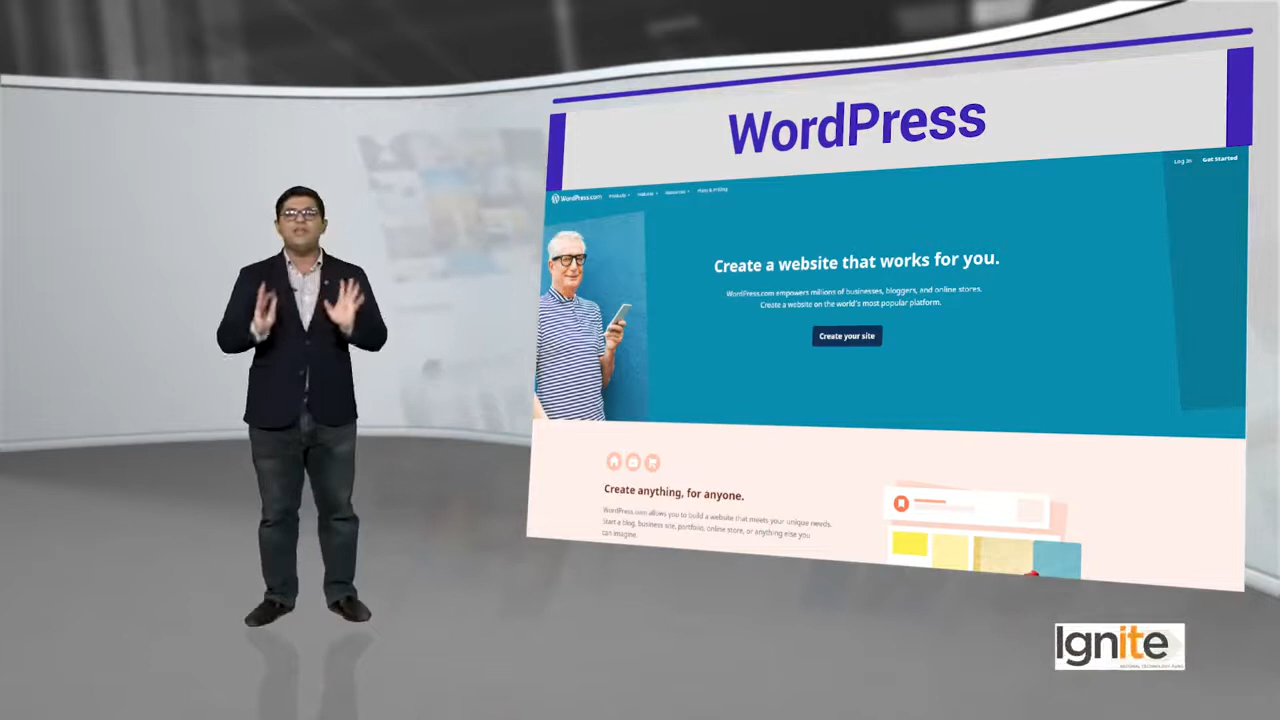 WordPress
Log In Get Started
WordPress.com Products Features Resources Plans & Pricing
Create a website that works for you.
WordPress.com empowers millions of businesses, bloggers, and online stores.
Create a website on the world's most popular platform.
Create your site
Create anything, for anyone.
WordPress.com allows you to build a website that meets your unique needs.
Start a blog, business site, portfolio, online store, or anything else you
can imagine.
Ignite
NATIONAL TECHNOLOGY FUND